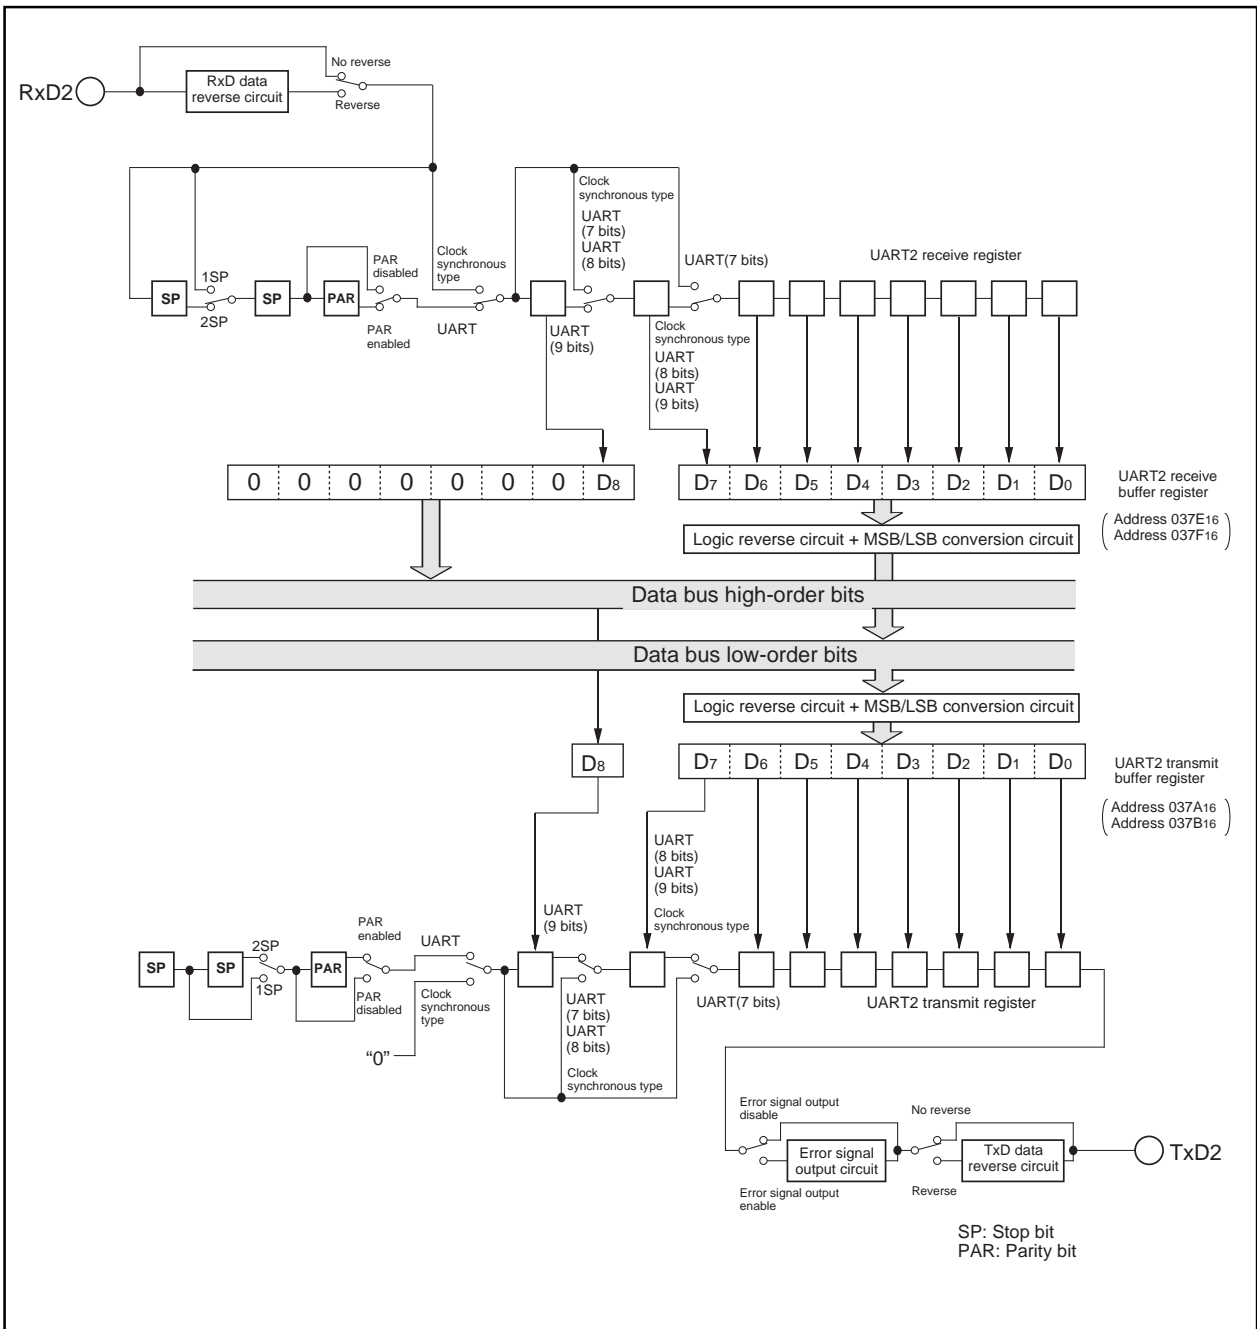 No reverse
RxD2
RxD data
reverse circuit
Reverse
Clock
synchronous type
UART
(7 bits)
UART
(8 bits)
PAR
disabled
Clock
synchronous
type
UART(7 bits)
UART2 receive register
1SP
SP
SP
PAR
2SP
PAR
enabled
UART
UART
(9 bits)
Clock
synchronous type
UART
(8 bits)
UART
(9 bits)
0 0 0 0 0 0 0 D8
D7 D6 D5 D4 D3 D2 D1 D0
UART2 receive
buffer register
Address 037E16
Address 037F16
Logic reverse circuit + MSB/LSB conversion circuit
Data bus high-order bits
Data bus low-order bits
Logic reverse circuit + MSB/LSB conversion circuit
D8
D7 D6 D5 D4 D3 D2 D1 D0
UART2 transmit
buffer register
Address 037A16
Address 037B16
UART
(8 bits)
UART
(9 bits)
Clock
synchronous type
UART
(9 bits)
PAR
enabled
UART
2SP
SP
SP
PAR
1SP
PAR
disabled
Clock
synchronous
type
“0”
UART
(7 bits)
UART
(8 bits)
Clock
synchronous type
UART(7 bits)
UART2 transmit register
Error signal output
disable
No reverse
Error signal
output circuit
TxD data
reverse circuit
TxD2
Error signal output
enable
Reverse
SP: Stop bit
PAR: Parity bit